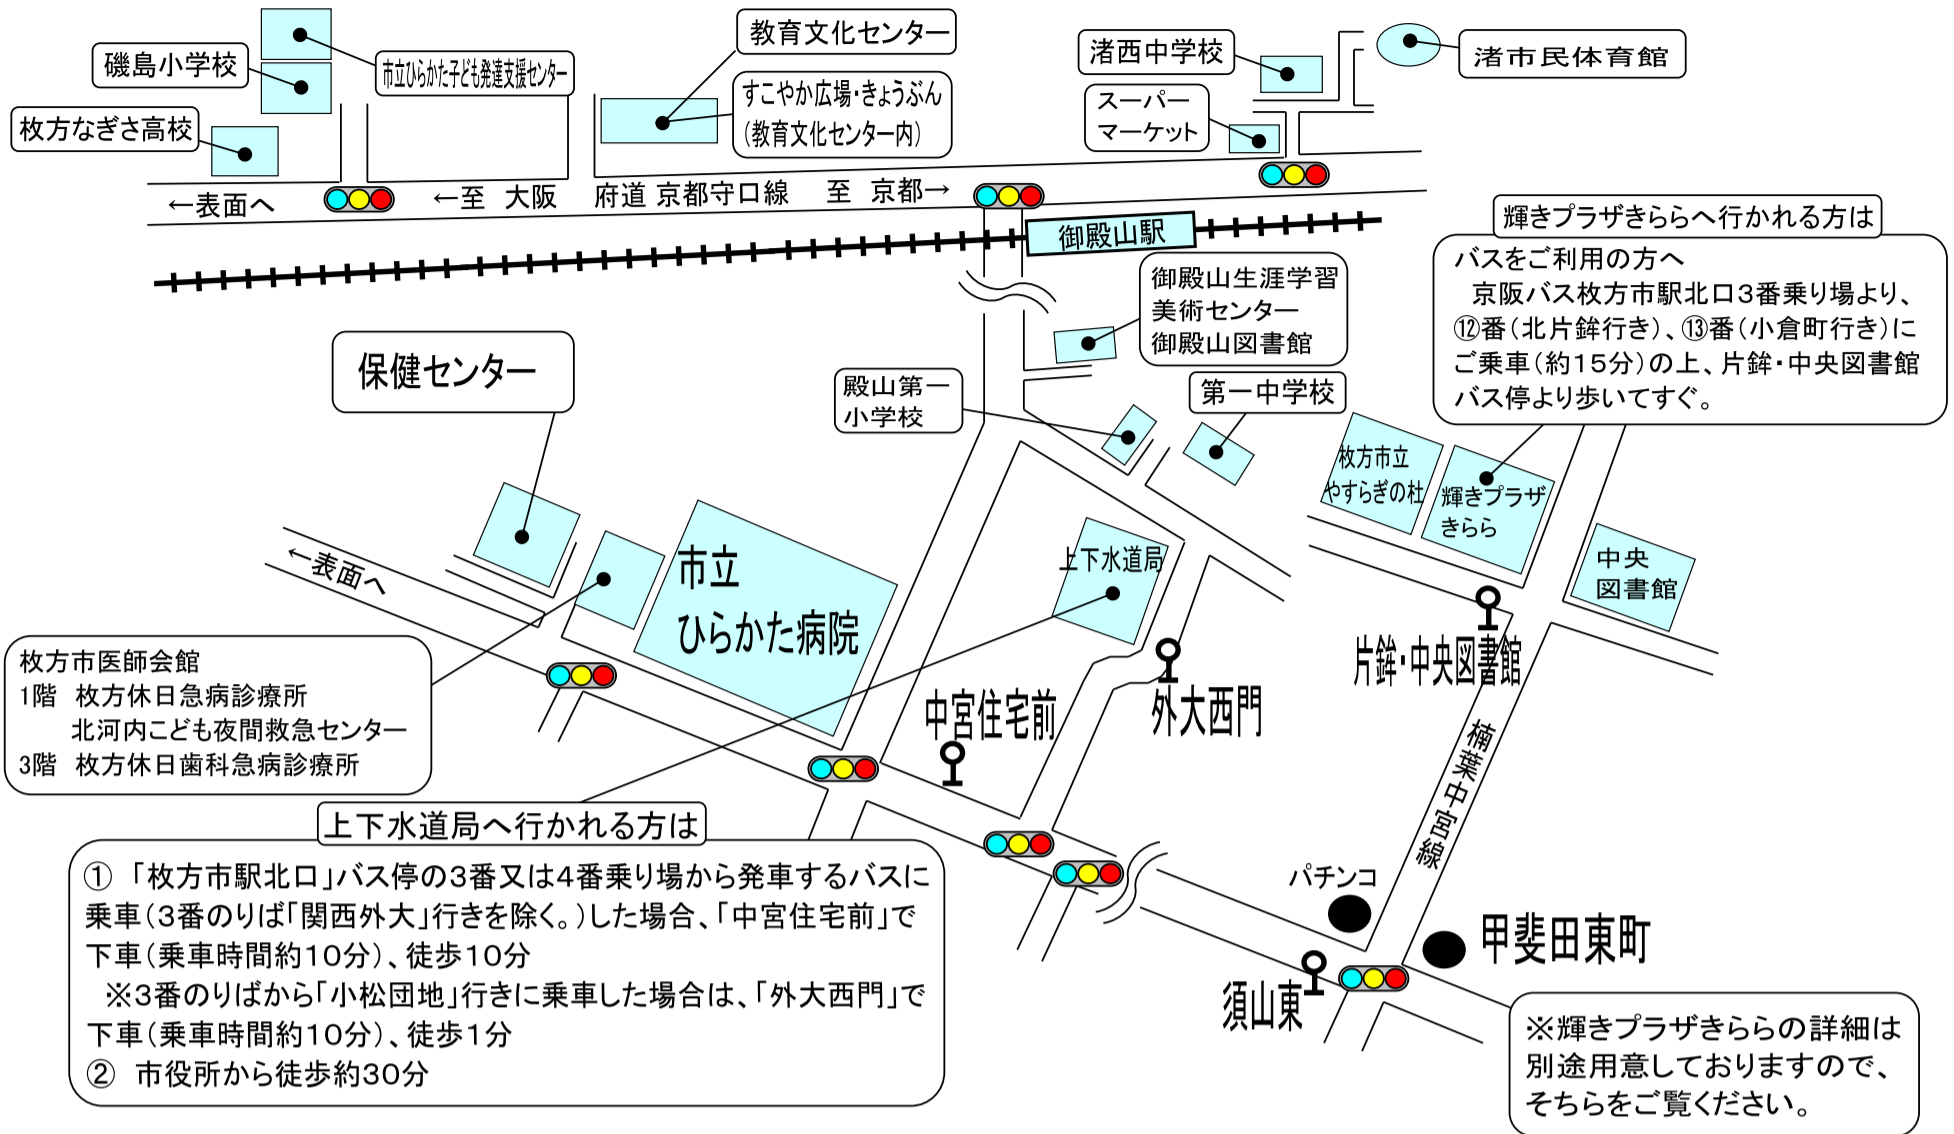 磯島小学校
市立ひらかた子ども発達支援センター
枚方なぎさ高校
教育文化センター
すこやか広場・きょうぶん
(教育文化センター内)
渚西中学校
スーパー
マーケット
渚市民体育館
←表面へ
←至 大阪 府道 京都守口線 至 京都→
御殿山駅
御殿山生涯学習
美術センター
御殿山図書館
輝きプラザきららへ行かれる方は
バスをご利用の方へ
京阪バス枚方市駅北口3番乗り場より、
⑫番(北片鉾行き)、⑬番(小倉町行き)に
ご乗車(約15分)の上、片鉾・中央図書館
バス停より歩いてすぐ。
保健センター
殿山第一
小学校
第一中学校
枚方市立
やすらぎの杜
輝きプラザ
きらら
中央
図書館
←表面へ
市立
ひらかた病院
上下水道局
枚方市医師会館
1階 枚方休日急病診療所
北河内こども夜間救急センター
3階 枚方休日歯科急病診療所
中宮住宅前
外大西門
片鉾・中央図書館
楠葉中宮線
上下水道局へ行かれる方は
① 「枚方市駅北口」バス停の3番又は4番乗り場から発車するバスに
乗車(3番のりば「関西外大」行きを除く。)した場合、「中宮住宅前」で
下車(乗車時間約10分)、徒歩10分
※3番のりばから「小松団地」行きに乗車した場合は、「外大西門」で
下車(乗車時間約10分)、徒歩1分
② 市役所から徒歩約30分
パチンコ
甲斐田東町
須山東
※輝きプラザきららの詳細は
別途用意しておりますので、
そちらをご覧ください。